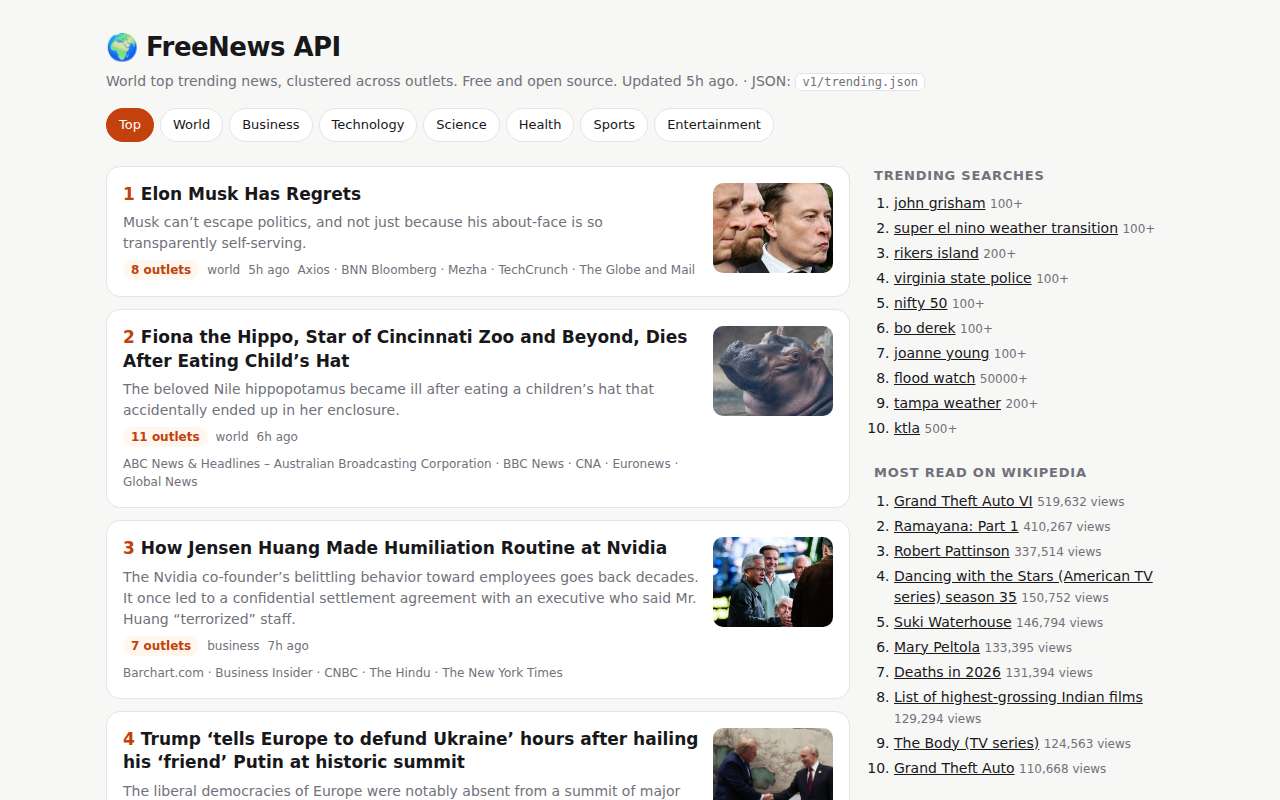 🌍 FreeNews API
World top trending news, clustered across outlets. Free and open source. Updated 5h ago. · JSON: v1/trending.json
Top World Business Technology Science Health Sports Entertainment
1 Elon Musk Has Regrets
Musk can’t escape politics, and not just because his about-face is so
transparently self-serving.
8 outlets world 5h ago Axios · BNN Bloomberg · Mezha · TechCrunch · The Globe and Mail
2 Fiona the Hippo, Star of Cincinnati Zoo and Beyond, Dies
After Eating Child’s Hat
The beloved Nile hippopotamus became ill after eating a children’s hat that
accidentally ended up in her enclosure.
11 outlets world 6h ago
ABC News & Headlines – Australian Broadcasting Corporation · BBC News · CNA · Euronews ·
Global News
3 How Jensen Huang Made Humiliation Routine at Nvidia
The Nvidia co-founder’s belittling behavior toward employees goes back decades.
It once led to a confidential settlement agreement with an executive who said Mr.
Huang “terrorized” staff.
7 outlets business 7h ago
Barchart.com · Business Insider · CNBC · The Hindu · The New York Times
4 Trump ‘tells Europe to defund Ukraine’ hours after hailing
his ‘friend’ Putin at historic summit
The liberal democracies of Europe were notably absent from a summit of major
TRENDING SEARCHES
1. john grisham 100+
2. super el nino weather transition 100+
3. rikers island 200+
4. virginia state police 100+
5. nifty 50 100+
6. bo derek 100+
7. joanne young 100+
8. flood watch 50000+
9. tampa weather 200+
10. ktla 500+
MOST READ ON WIKIPEDIA
1. Grand Theft Auto VI 519,632 views
2. Ramayana: Part 1 410,267 views
3. Robert Pattinson 337,514 views
4. Dancing with the Stars (American TV
series) season 35 150,752 views
5. Suki Waterhouse 146,794 views
6. Mary Peltola 133,395 views
7. Deaths in 2026 131,394 views
8. List of highest-grossing Indian films
129,294 views
9. The Body (TV series) 124,563 views
10. Grand Theft Auto 110,668 views